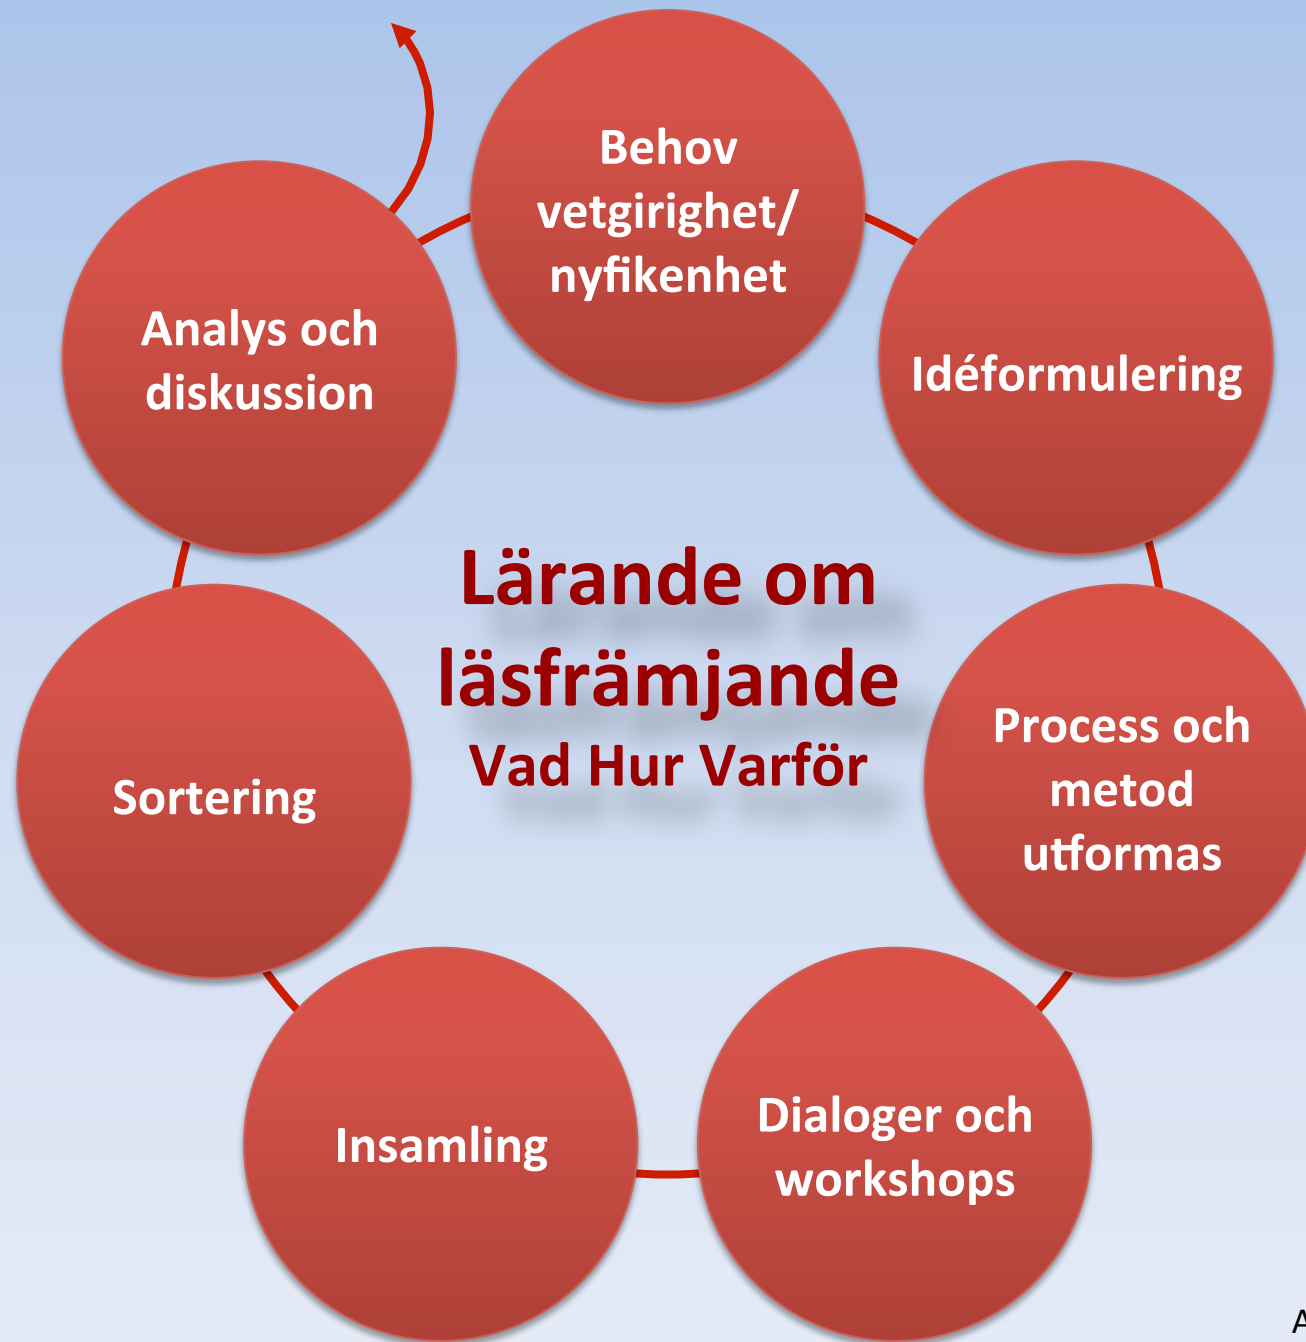 Behov
vetgirighet/
nyfikenhet
Idéformulering
Process och
metod
utformas
Dialoger och
workshops
Insamling
Sortering
Analys och
diskussion
Lärande om
läsfrämjande
Vad Hur Varför